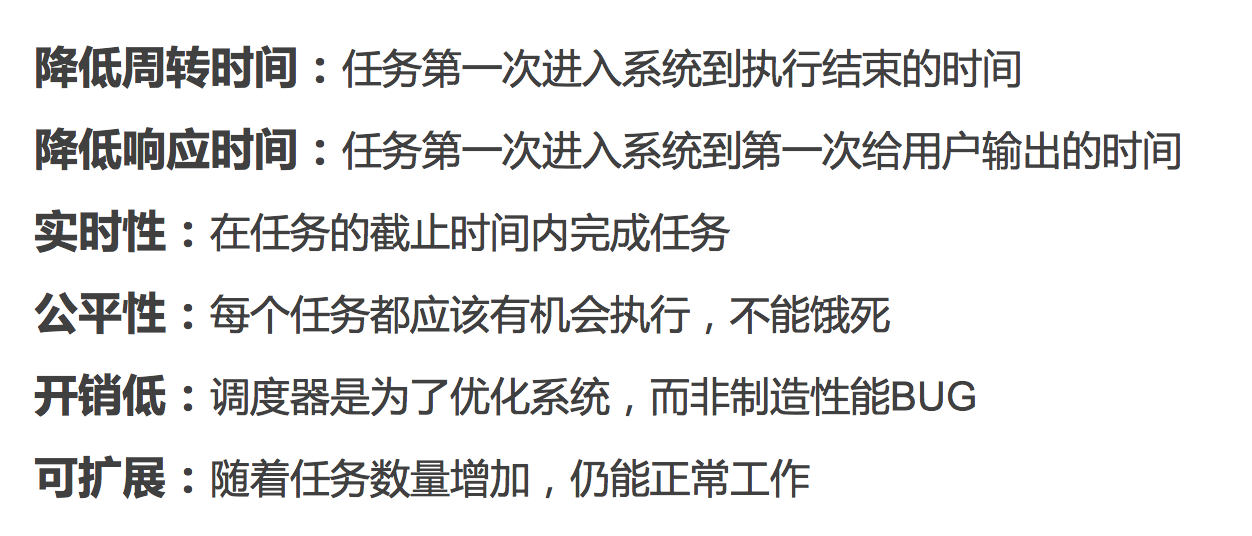 降低周转时间：任务第一次进入系统到执行结束的时间
降低响应时间：任务第一次进入系统到第一次给用户输出的时间
实时性：在任务的截止时间内完成任务
公平性：每个任务都应该有机会执行，不能饿死
开销低：调度器是为了优化系统，而非制造性能BUG
可扩展：随着任务数量增加，仍能正常工作